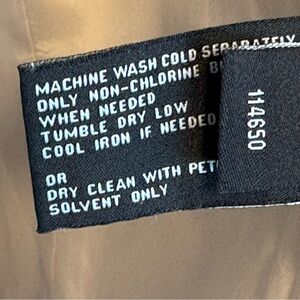 MACHINE WASH COLD SEPARATELY
ONLY NON-CHLORINE
WHEN NEEDED
TUMBLE DRY LOW
COOL IRON IF NEEDED
OR
DRY CLEAN WITH
SOLVENT ONLY
114650